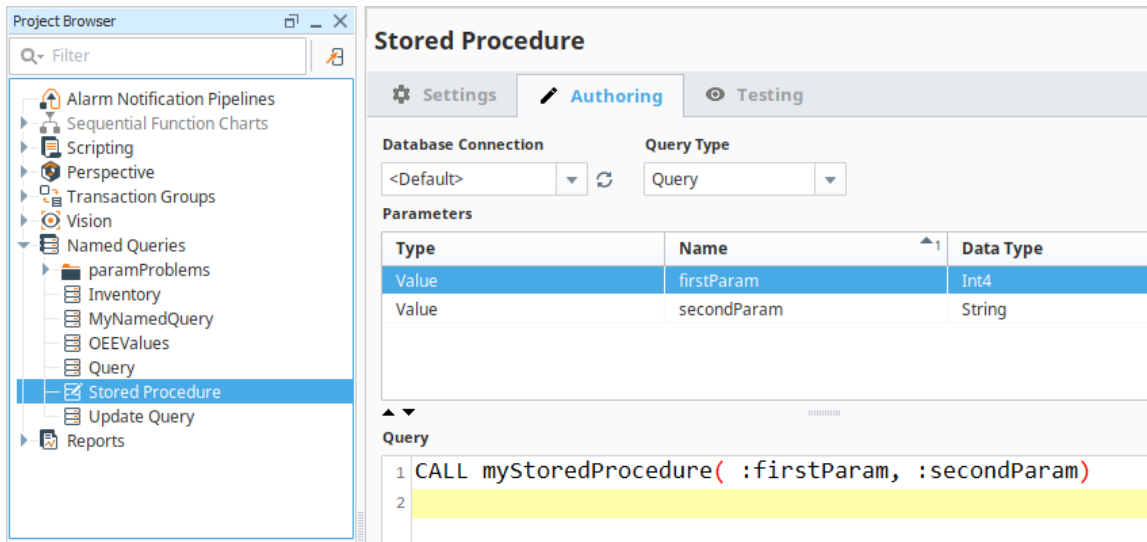 Project Browser
Filter
Alarm Notification Pipelines
Sequential Function Charts
Scripting
Perspective
Transaction Groups
Vision
Named Queries
paramProblems
Inventory
MyNamedQuery
OEEValues
Query
Stored Procedure
Update Query
Reports
Stored Procedure
Settings Authoring Testing
Database Connection Query Type
<Default> Query
Parameters
Type Name 1 Data Type
Value firstParam Int4
Value secondParam String
Query
1 CALL myStoredProcedure( :firstParam, :secondParam)
2